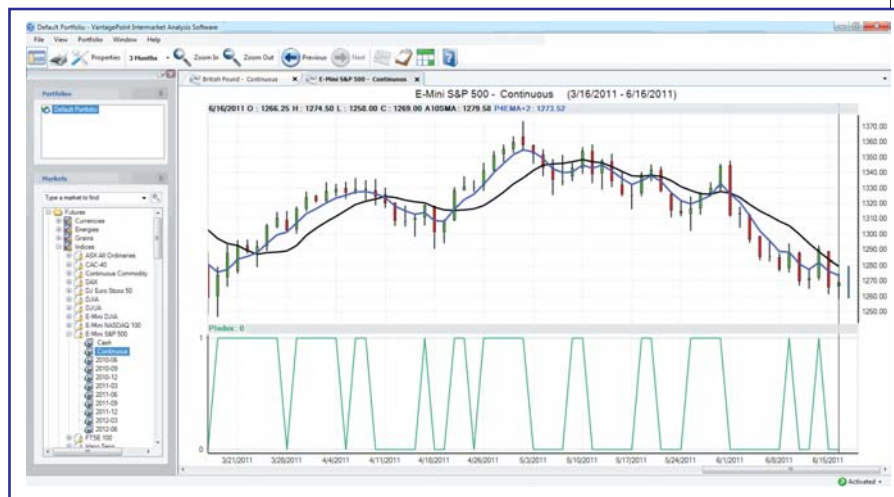 Default Portfolio - VantagePoint Intermarket Analysis Software
File View Portfolio Window Help
Properties 3 Months Zoom In Zoom Out Previous Next
British Pound - Continuous E-Mini S&P 500 - Continuous
Portfolios
Default Portfolio
Markets
Type a market to find
Futures
Currencies
Energies
Grains
Indices
ASX All Ordinaries
CAC-40
Continuous Commodity
DAX
DJ Euro Stoxx 50
DJIA
DJUA
E-Mini DJIA
E-Mini NASDAQ 100
E-Mini S&P 500
Cash
Continuous
2010-06
2010-09
2010-12
2011-03
2011-06
2011-09
2011-12
2012-03
2012-06
FTSE 100
E-Mini S&P 500 - Continuous (3/16/2011 - 6/16/2011)
6/16/2011 O : 1266.25 H : 1274.50 L : 1258.00 C : 1269.00 A10SMA : 1279.58 P4EMA+2 : 1273.52
1370.00
1360.00
1350.00
1340.00
1330.00
1320.00
1310.00
1300.00
1290.00
1280.00
1270.00
1260.00
1250.00
PIndex: 0
1
0
3/21/2011 3/28/2011 4/4/2011 4/11/2011 4/18/2011 4/26/2011 5/3/2011 5/10/2011 5/17/2011 5/24/2011 6/1/2011 6/8/2011 6/15/2011
Activated